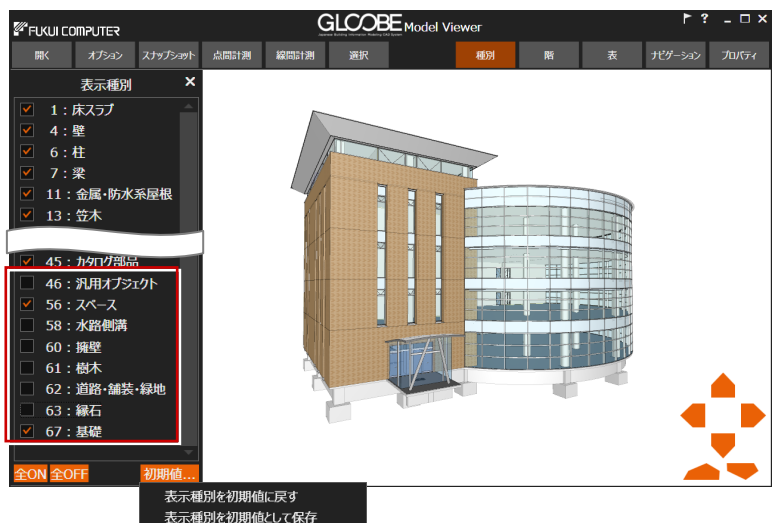 FUKUI COMPUTER
GLOOBE Model Viewer
?
開く オプション スナップショット 点間計測 線間計測 選択 種別 階 表 ナビゲーション プロパティ
表示種別
1：床スラブ
4：壁
6：柱
7：梁
11：金属・防水系屋根
13：笠木
45：カタログ部品
46：汎用オブジェクト
56：スペース
58：水路側溝
60：擁壁
61：樹木
62：道路・舗装・緑地
63：縁石
67：基礎
全ON 全OFF 初期値...
表示種別を初期値に戻す
表示種別を初期値として保存